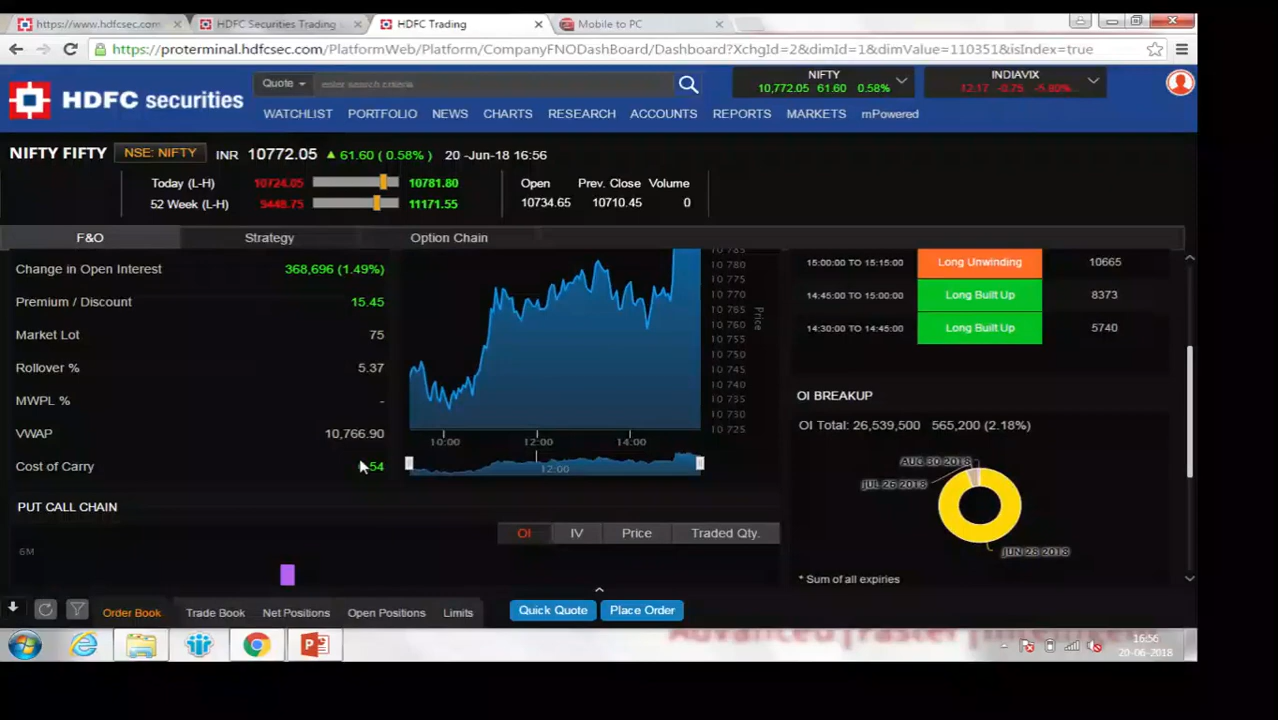 https://www.hdfcsec.com
HDFC Securities Trading
HDFC Trading
Mobile to PC
https://proterminal.hdfcsec.com/PlatformWeb/Platform/CompanyFNODashBoard/Dashboard?XchgId=2&dimId=1&dimValue=110351&isIndex=true
HDFC securities
Quote
enter search criteria
NIFTY
10,772.05 61.60 0.58%
INDIAVIX
12.17 -0.75 -5.80%
WATCHLIST PORTFOLIO NEWS CHARTS RESEARCH ACCOUNTS REPORTS MARKETS mPowered
NIFTY FIFTY NSE: NIFTY INR 10772.05 ▲ 61.60 ( 0.58% ) 20 -Jun-18 16:56
Today (L-H) 10724.05 10781.80
52 Week (L-H) 9448.75 11171.55
Open Prev. Close Volume
10734.65 10710.45 0
F&O Strategy Option Chain
Change in Open Interest 368,696 (1.49%)
Premium / Discount 15.45
Market Lot 75
Rollover % 5.37
MWPL % -
VWAP 10,766.90
Cost of Carry 54
10 785
10 780
10 775
10 770
10 765
10 760
10 755
10 750
10 745
10 740
10 735
10 730
10 725
Price
10:00 12:00 14:00
12:00
15:00:00 TO 15:15:00 Long Unwinding 10665
14:45:00 TO 15:00:00 Long Built Up 8373
14:30:00 TO 14:45:00 Long Built Up 5740
OI BREAKUP
OI Total: 26,539,500 565,200 (2.18%)
AUG 30 2018
JUL 26 2018
JUN 28 2018
* Sum of all expiries
PUT CALL CHAIN
OI IV Price Traded Qty.
6M
Order Book Trade Book Net Positions Open Positions Limits
Quick Quote Place Order
16:56
20-06-2018